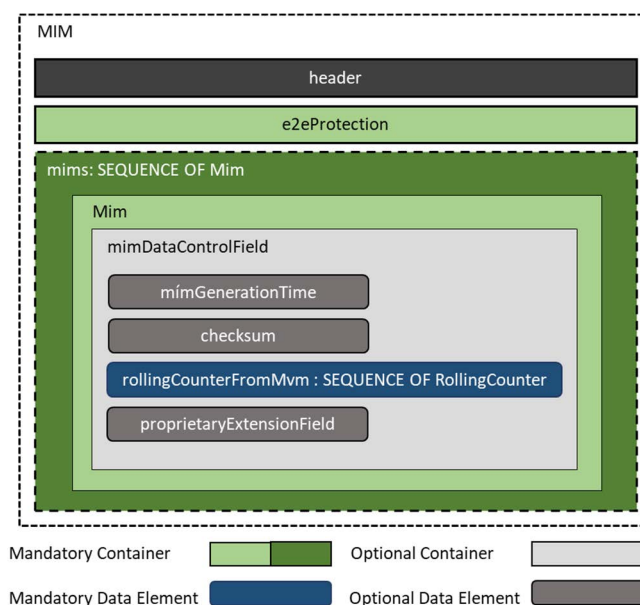 MIM
header
e2eProtection
mims: SEQUENCE OF Mim
Mim
mimDataControlField
mímGenerationTime
checksum
rollingCounterFromMvm : SEQUENCE OF RollingCounter
proprietaryExtensionField
Mandatory Container
Optional Container
Mandatory Data Element
Optional Data Element